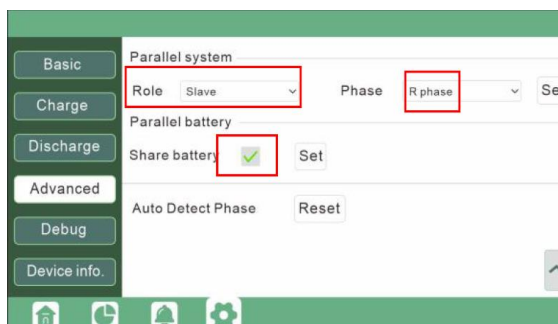 Basic
Charge
Discharge
Advanced
Debug
Device info.
Parallel system
Role Slave Phase R phase
Parallel battery
Share battery Set
Auto Detect Phase Reset